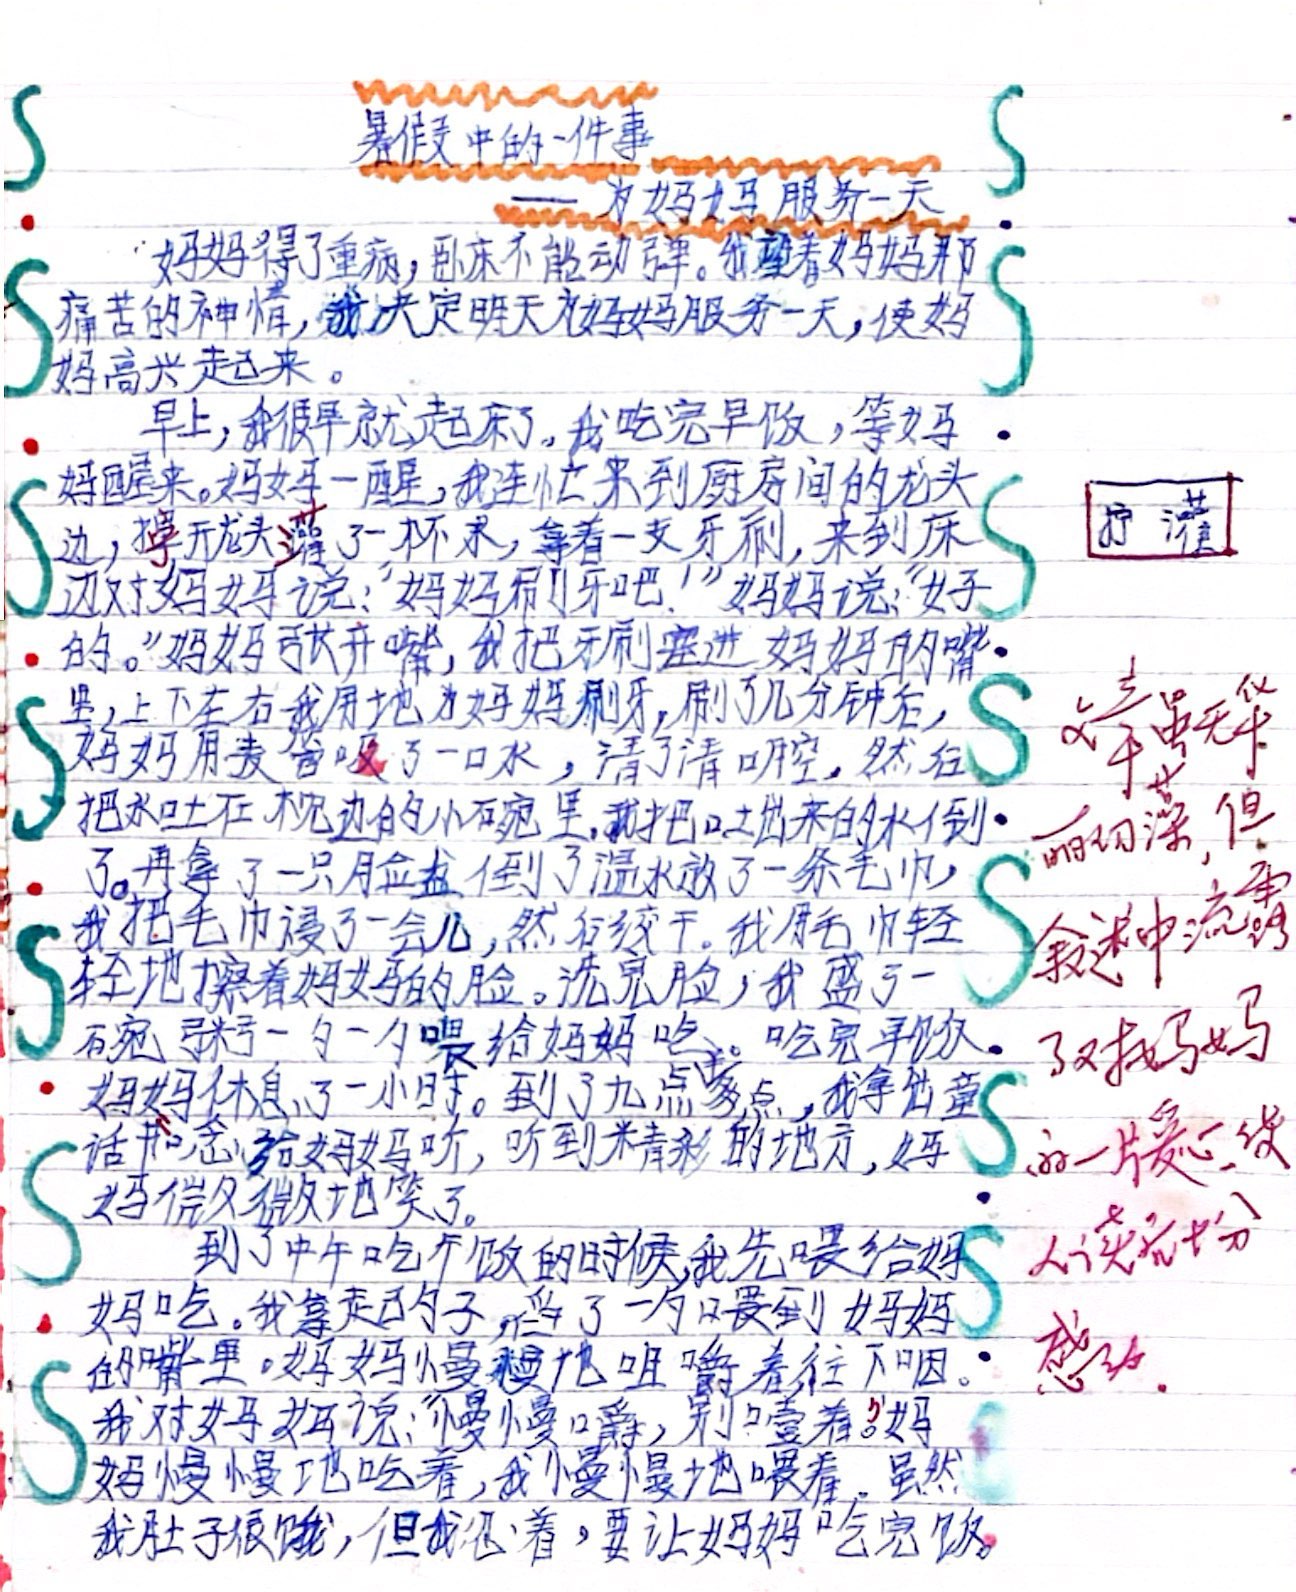 暑假中的一件事
——为妈妈服务一天
妈妈得了重病，卧床不能动弹。我望着妈妈那
痛苦的神情，我决定明天为妈妈服务一天，使妈
妈高兴起来。
早上，我很早就起床了。我吃完早饭，等妈
妈醒来。妈妈一醒，我连忙来到厨房间的龙头
边，拧开龙头灌了一杯水，拿着一支牙刷，来到床
边对妈妈说：“妈妈刷牙吧！”妈妈说：“好
的。”妈妈张开嘴，我把牙刷塞进妈妈的嘴
里，上下左右我用地为妈妈刷牙，刷了几分钟后，
妈妈用麦管吸了一口水，清了清口腔，然后
把水吐在枕边的小碗里。我把吐出来的水倒
了。再拿了一只脸盆倒了温水放了一条毛巾，
我把毛巾浸了一会儿，然后绞干。我用毛巾轻
轻地擦着妈妈的脸。洗完脸，我盛了一
碗粥一勺一勺喂给妈妈吃。吃完早饭
妈妈休息了一小时。到了九点多点，我拿出童
话书念给妈妈听，听到精彩的地方，妈
妈微微地笑了。
到了中午吃午饭的时候，我先喂给妈
妈吃。我拿起勺子，舀了一勺喂到妈妈
的嘴里。妈妈慢慢地咀嚼着往下咽。
我对妈妈说：“慢慢嚼，别噎着。”妈
妈慢慢地吃着，我慢慢地喂着。虽然
我肚子很饿，但我忍着，要让妈妈吃完饭。
拧 灌
文章虽无华
丽词藻，但
叙述中流露
了对妈妈
的一片爱心，使
人读后十分
感动。